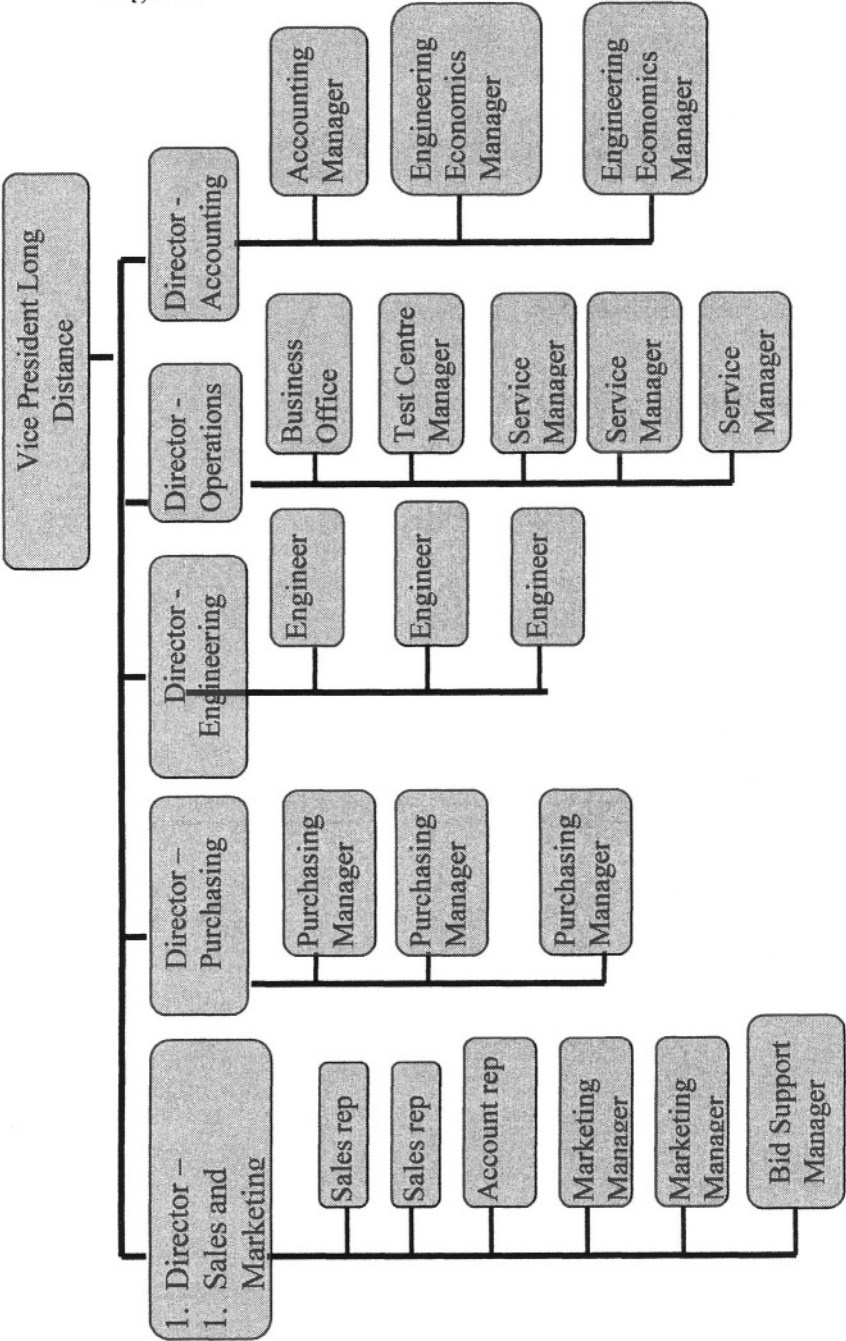 Vice President Long
Distance
1. Director –
1. Sales and
Marketing
Sales rep
Sales rep
Account rep
Marketing
Manager
Marketing
Manager
Bid Support
Manager
Director –
Purchasing
Purchasing
Manager
Purchasing
Manager
Purchasing
Manager
Director -
Engineering
Engineer
Engineer
Engineer
Director -
Operations
Business
Office
Test Centre
Manager
Service
Manager
Service
Manager
Service
Manager
Director -
Accounting
Accounting
Manager
Engineering
Economics
Manager
Engineering
Economics
Manager